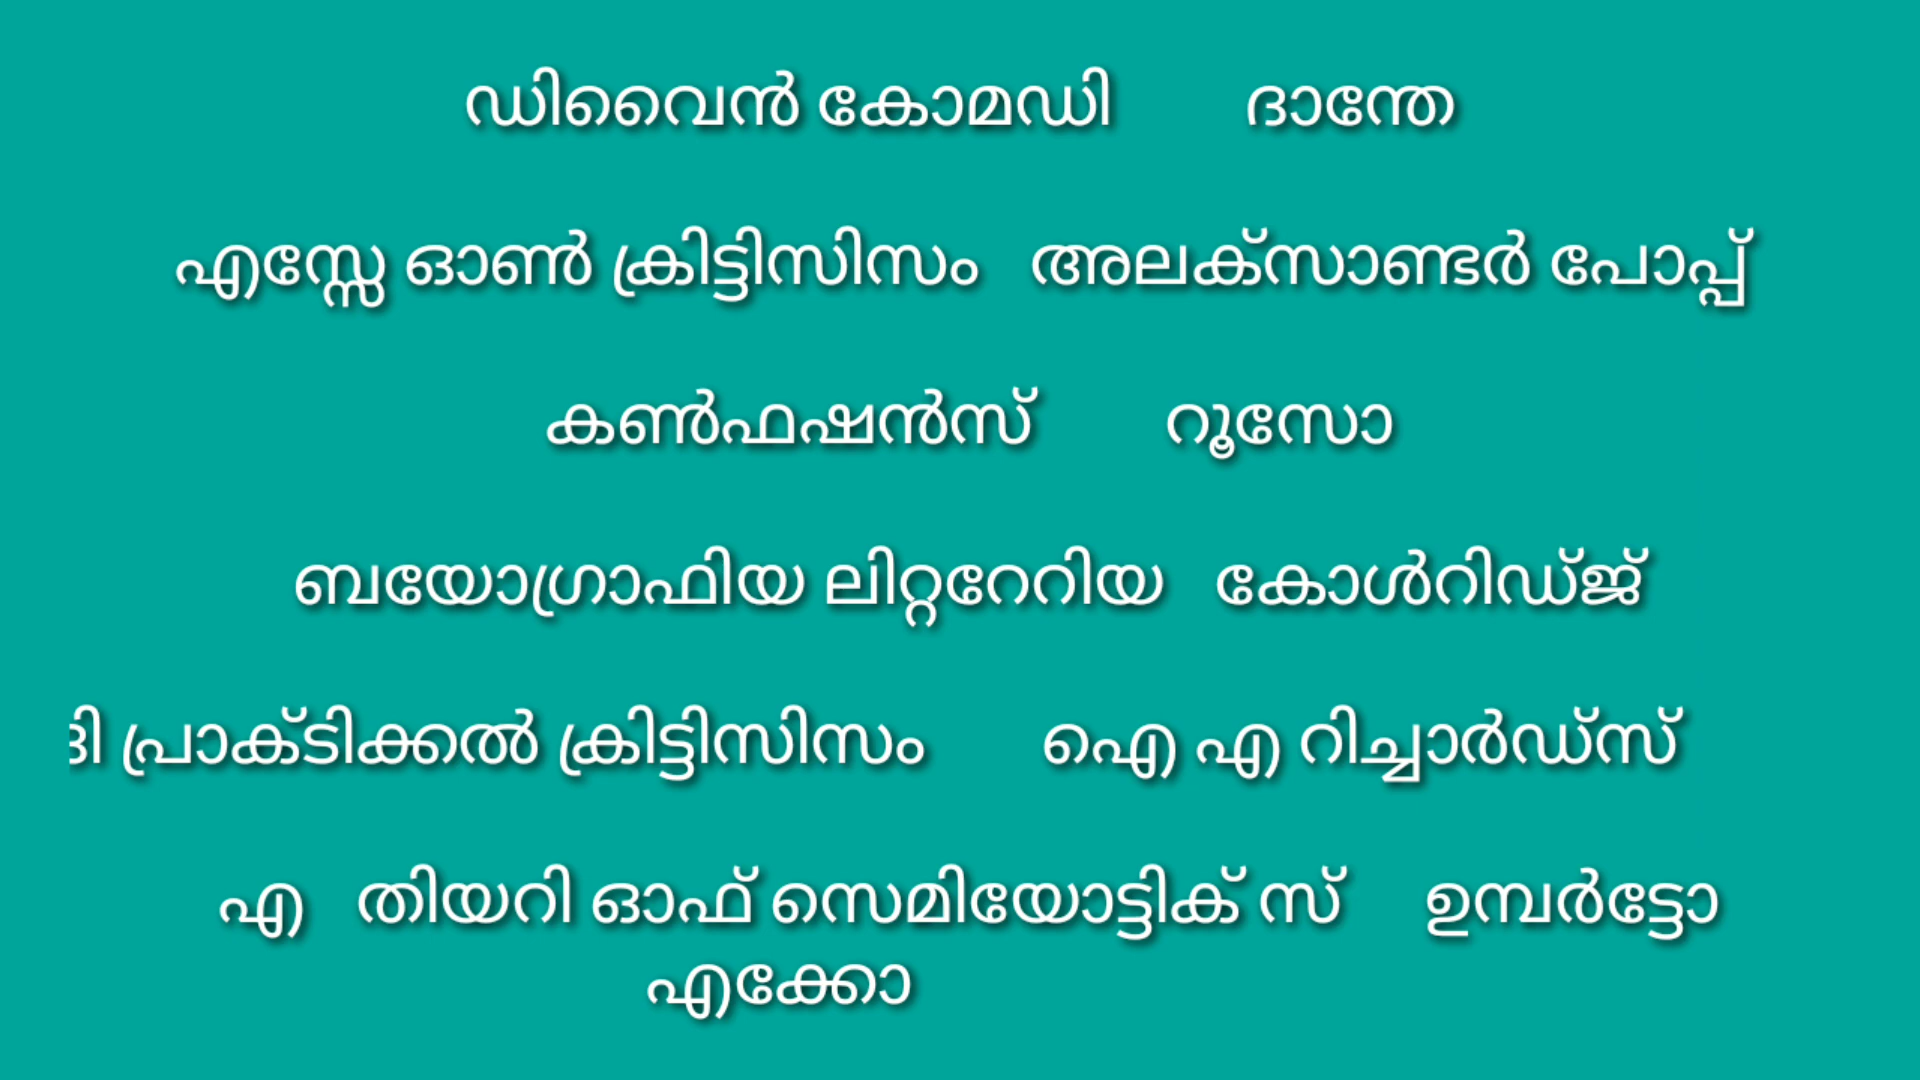 ഡിവൈൻ കോമഡി ദാന്തേ
എസ്സേ ഓൺ ക്രിട്ടിസിസം അലക്സാണ്ടർ പോപ്പ്
കൺഫഷൻസ് റൂസോ
ബയോഗ്രാഫിയ ലിറ്ററേറിയ കോൾറിഡ്ജ്
പ്രാക്ടിക്കൽ ക്രിട്ടിസിസം ഐ എ റിച്ചാർഡ്സ്
എ തിയറി ഓഫ് സെമിയോട്ടിക് സ് ഉമ്പർട്ടോ
എക്കോ